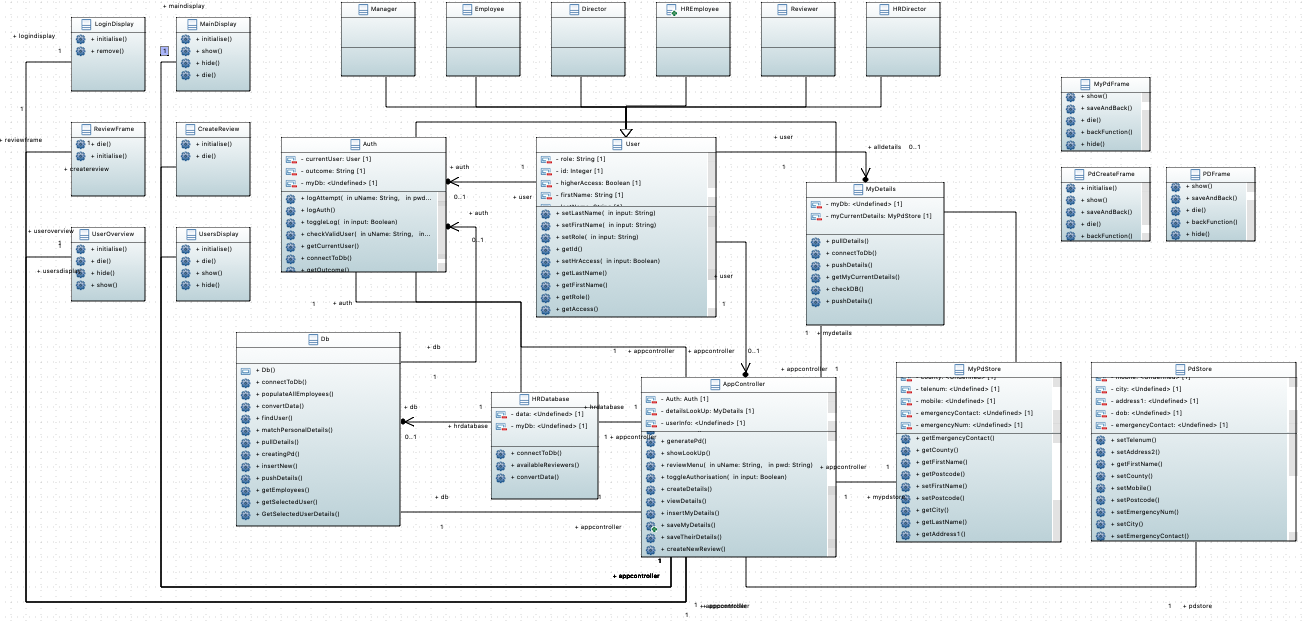 + maindisplay
+ logindisplay
1
LoginDisplay
+ initialise()
+ remove()
1
MainDisplay
+ initialise()
+ show()
+ hide()
+ die()
Manager
Employee
Director
HREmployee
Reviewer
HRDirector
MyPdFrame
+ show()
+ saveAndBack()
+ die()
+ backFunction()
+ hide()
1
+ reviewframe
ReviewFrame
+ die()
+ initialise()
+ createreview
CreateReview
+ initialise()
+ die()
PdCreateFrame
+ initialise()
+ show()
+ saveAndBack()
+ die()
+ backFunction()
PDFrame
+ show()
+ saveAndBack()
+ die()
+ backFunction()
+ hide()
+ useroverview
1
+ usersdisplay
UserOverview
+ initialise()
+ die()
+ hide()
+ show()
UsersDisplay
+ initialise()
+ die()
+ show()
+ hide()
Auth
- currentUser: User [1]
- outcome: String [1]
- myDb: <Undefined> [1]
+ logAttempt( in uName: String, in pwd...
+ logAuth()
+ toggleLog( in input: Boolean)
+ checkValidUser( in uName: String, in...
+ getCurrentUser()
+ connectToDb()
+ getOutcome()
+ auth
0..1
1
+ user
+ auth
0..1
User
- role: String [1]
- id: Integer [1]
- higherAccess: Boolean [1]
- firstName: String [1]
+ setLastName( in input: String)
+ setFirstName( in input: String)
+ setRole( in input: String)
+ getId()
+ setHrAccess( in input: Boolean)
+ getLastName()
+ getFirstName()
+ getRole()
+ getAccess()
+ user
1
+ alldetails
0..1
+ user
1
0..1
MyDetails
- myDb: <Undefined> [1]
- myCurrentDetails: MyPdStore [1]
+ pullDetails()
+ connectToDb()
+ pushDetails()
+ getMyCurrentDetails()
+ checkDB()
+ pushDetails()
1
+ mydetails
+ appcontroller
1
1
+ auth
1
+ appcontroller
+ appcontroller
+ db
1
Db
+ Db()
+ connectToDb()
+ populateAllEmployees()
+ convertData()
+ findUser()
+ matchPersonalDetails()
+ pullDetails()
+ creatingPd()
+ insertNew()
+ pushDetails()
+ getEmployees()
+ getSelectedUser()
+ GetSelectedUserDetails()
+ db
0..1
1
+ hrdatabase
HRDatabase
- data: <Undefined> [1]
- myDb: <Undefined> [1]
+ connectToDb()
+ availableReviewers()
+ convertData()
+ hrdatabase
1
1
+ appcontroller
1
+ db
1
+ appcontroller
AppController
- Auth: Auth [1]
- detailsLookUp: MyDetails [1]
- userInfo: <Undefined> [1]
+ generatePd()
+ showLookUp()
+ reviewMenu( in uName: String, in pwd: String)
+ toggleAuthorisation( in input: Boolean)
+ createDetails()
+ viewDetails()
+ insertMyDetails()
+ saveMyDetails()
+ saveTheirDetails()
+ createNewReview()
+ appcontroller
1
1
+ mypdstore
MyPdStore
- telenum: <Undefined> [1]
- mobile: <Undefined> [1]
- emergencyContact: <Undefined> [1]
- emergencyNum: <Undefined> [1]
+ getEmergencyContact()
+ getCounty()
+ getFirstName()
+ getPostcode()
+ setFirstName()
+ setPostcode()
+ getCity()
+ getLastName()
+ getAddress1()
PdStore
- mobile: <Undefined> [1]
- city: <Undefined> [1]
- address1: <Undefined> [1]
- dob: <Undefined> [1]
- emergencyContact: <Undefined> [1]
+ setTelenum()
+ setAddress2()
+ getFirstName()
+ setCounty()
+ setMobile()
+ setPostcode()
+ setEmergencyNum()
+ setCity()
+ setEmergencyContact()
1
+ appcontroller
1
+ appcontroller
1
1
+ pdstore